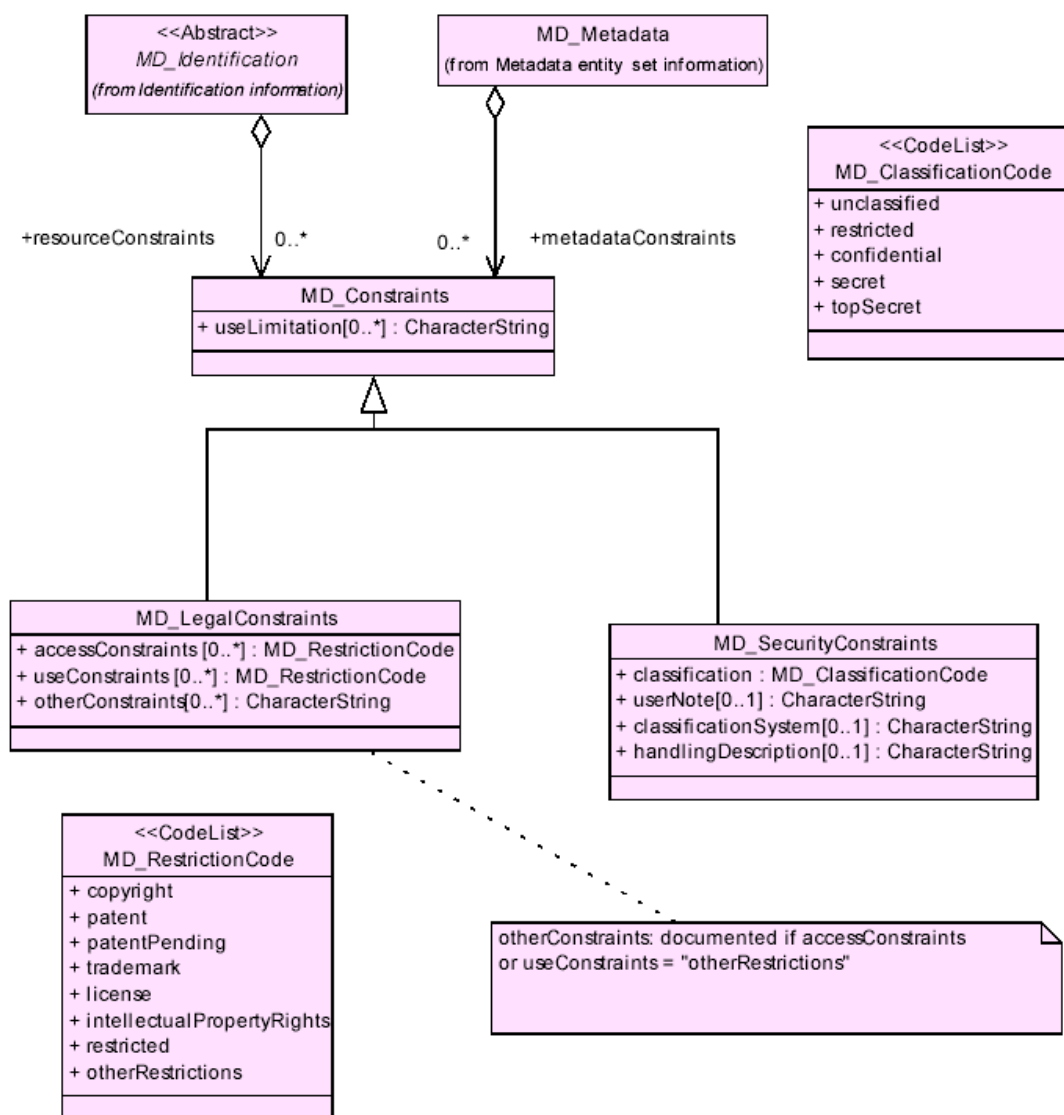 <<Abstract>>
MD_Identification
(from Identification information)
MD_Metadata
(from Metadata entity set information)
<<CodeList>>
MD_ClassificationCode
+ unclassified
+ restricted
+ confidential
+ secret
+ topSecret
+resourceConstraints
0..*
0..*
+metadataConstraints
MD_Constraints
+ useLimitation[0..*] : CharacterString
MD_LegalConstraints
+ accessConstraints [0..*] : MD_RestrictionCode
+ useConstraints [0..*] : MD_RestrictionCode
+ otherConstraints[0..*] : CharacterString
MD_SecurityConstraints
+ classification : MD_ClassificationCode
+ userNote[0..1] : CharacterString
+ classificationSystem[0..1] : CharacterString
+ handlingDescription[0..1] : CharacterString
<<CodeList>>
MD_RestrictionCode
+ copyright
+ patent
+ patentPending
+ trademark
+ license
+ intellectualPropertyRights
+ restricted
+ otherRestrictions
otherConstraints: documented if accessConstraints
or useConstraints = "otherRestrictions"